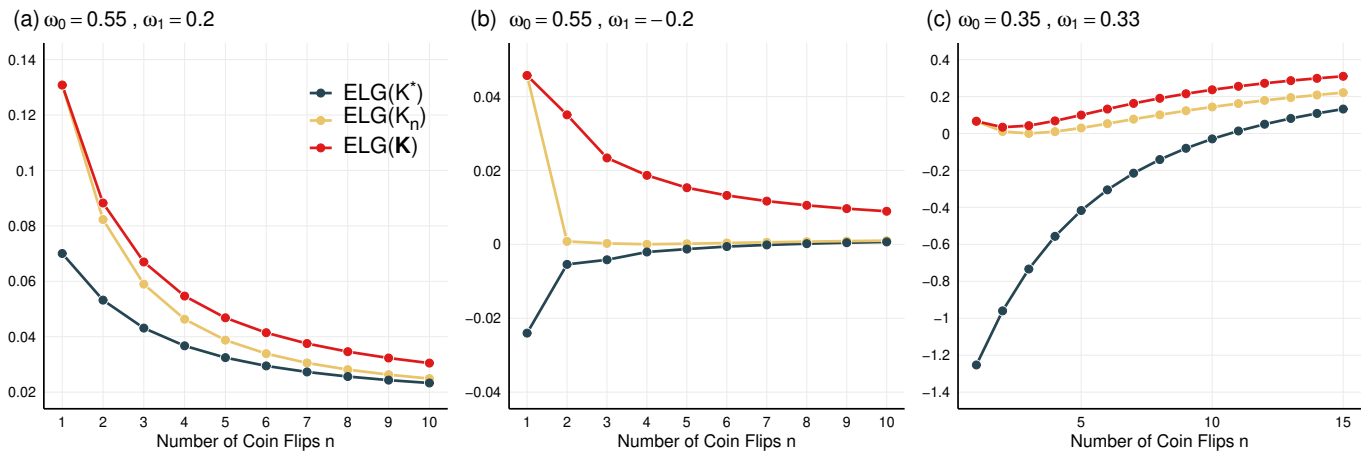 (a) ω₀ = 0.55 , ω₁ = 0.2
0.14
0.12
0.1
0.08
0.06
0.04
0.02
ELG(K*)
ELG(Kₙ)
ELG(K)
1 2 3 4 5 6 7 8 9 10
Number of Coin Flips n
(b) ω₀ = 0.55 , ω₁ = −0.2
0.04
0.02
0
−0.02
−0.04
1 2 3 4 5 6 7 8 9 10
Number of Coin Flips n
(c) ω₀ = 0.35 , ω₁ = 0.33
0.4
0.2
0
−0.2
−0.4
−0.6
−0.8
−1
−1.2
−1.4
5 10 15
Number of Coin Flips n